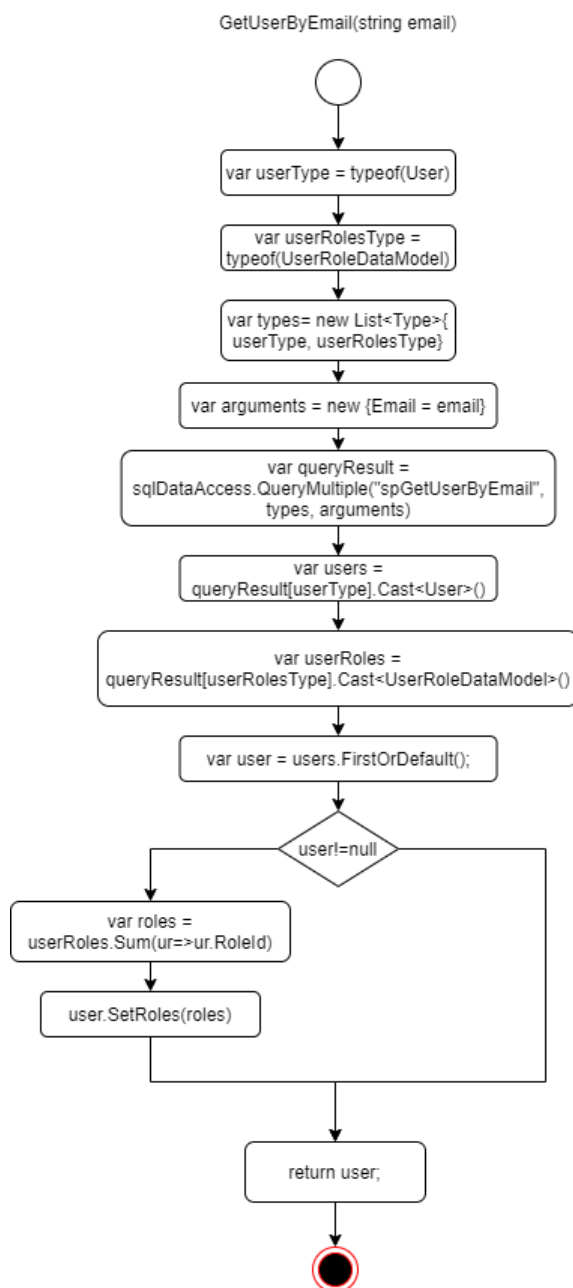 GetUserByEmail(string email)
var userType = typeof(User)
var userRolesType =
typeof(UserRoleDataModel)
var types= new List<Type>{
userType, userRolesType}
var arguments = new {Email = email}
var queryResult =
sqlDataAccess.QueryMultiple("spGetUserByEmail",
types, arguments)
var users =
queryResult[userType].Cast<User>()
var userRoles =
queryResult[userRolesType].Cast<UserRoleDataModel>()
var user = users.FirstOrDefault();
user!=null
var roles =
userRoles.Sum(ur=>ur.RoleId)
user.SetRoles(roles)
return user;